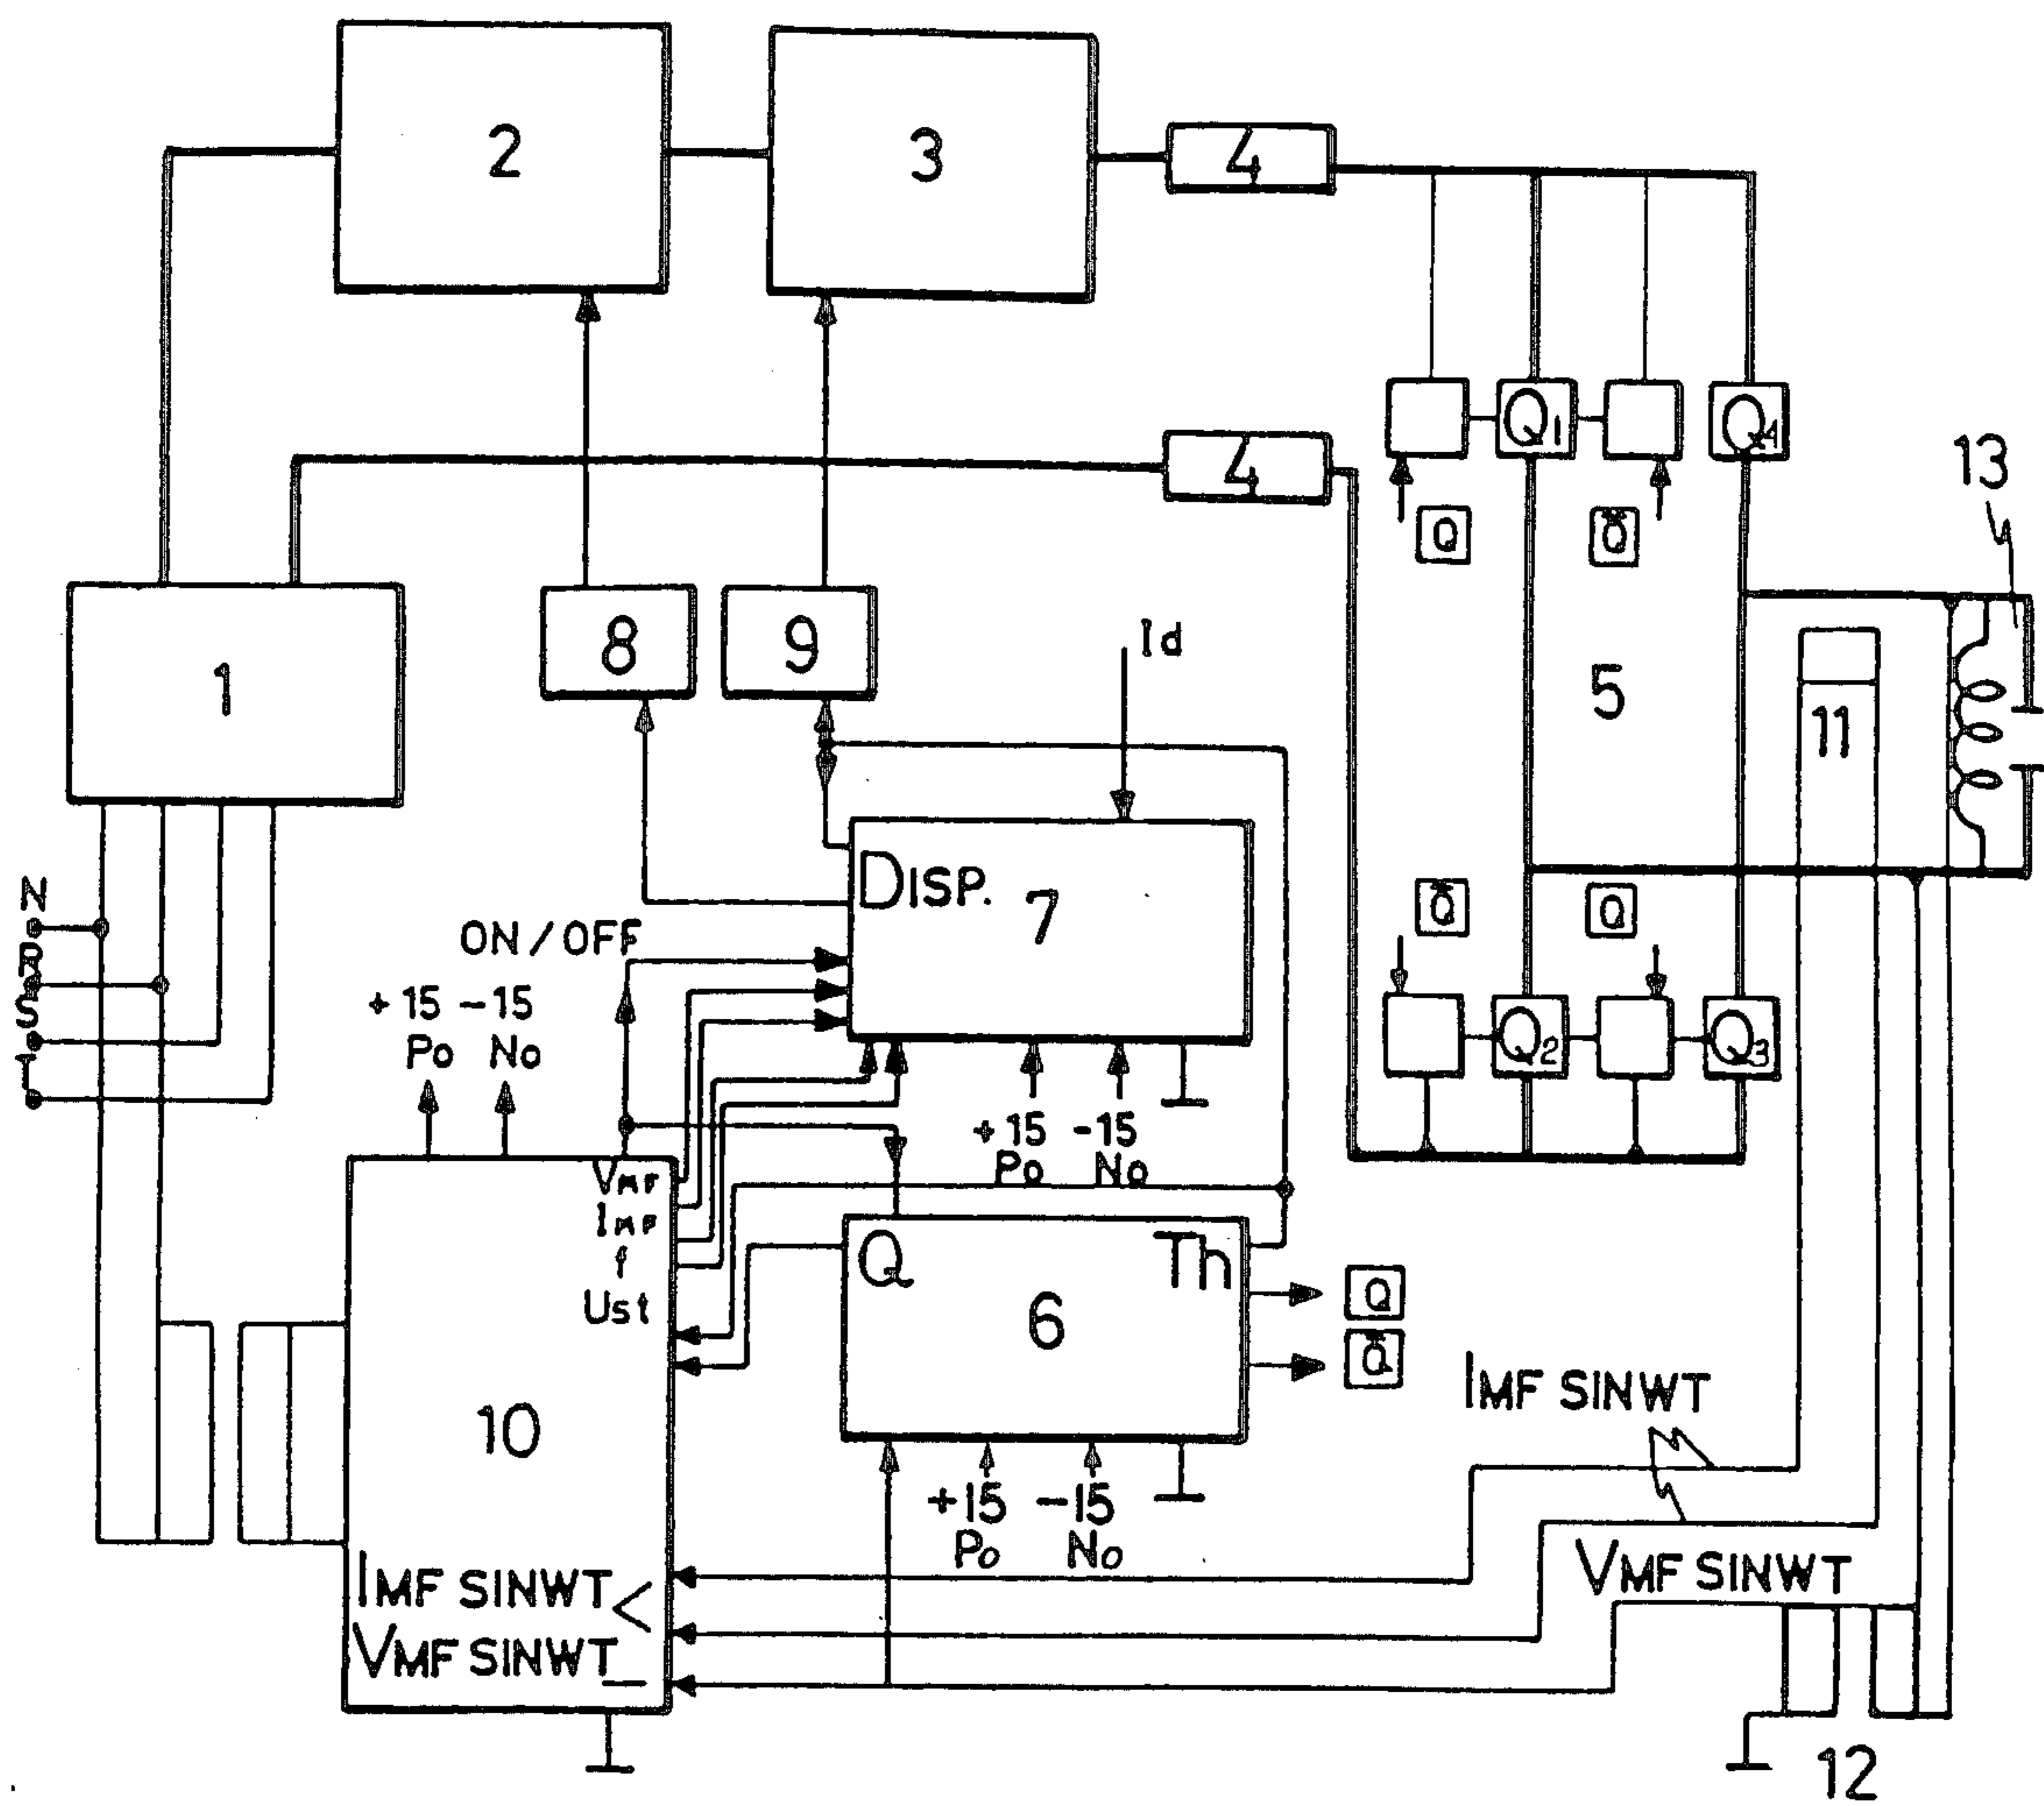 2
3
4
4
Q1
Q4
13
Q
Q̄
1
8
9
Id
5
11
DISP.
7
N
R
S
T
ON/OFF
+15 -15
Po No
Q̄
Q
Q2
Q3
+15 -15
Po No
VMF
IMF
f
Ust
Q
Th
6
Q
Q̄
10
+15 -15
Po No
IMF SINWT
VMF SINWT
IMF SINWT
VMF SINWT
12